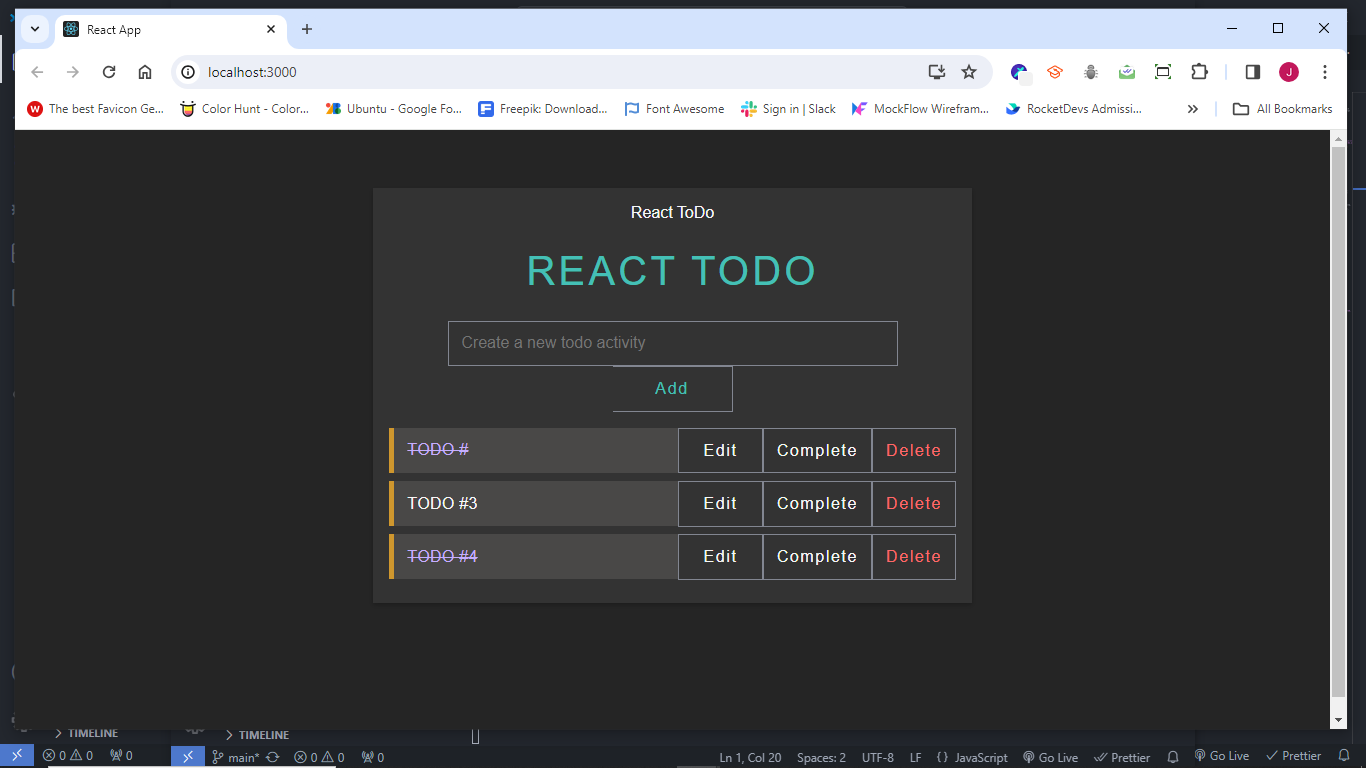 React App
localhost:3000
J
The best Favicon Ge... Color Hunt - Color... Ubuntu - Google Fo... Freepik: Download... Font Awesome Sign in | Slack MockFlow Wirefram... RocketDevs Admissi... » All Bookmarks
React ToDo
REACT TODO
Create a new todo activity
Add
TODO # Edit Complete Delete
TODO #3 Edit Complete Delete
TODO #4 Edit Complete Delete
TIMELINE TIMELINE
0 0 0 main* 0 0 0 Ln 1, Col 20 Spaces: 2 UTF-8 LF {} JavaScript Go Live Prettier Go Live Prettier